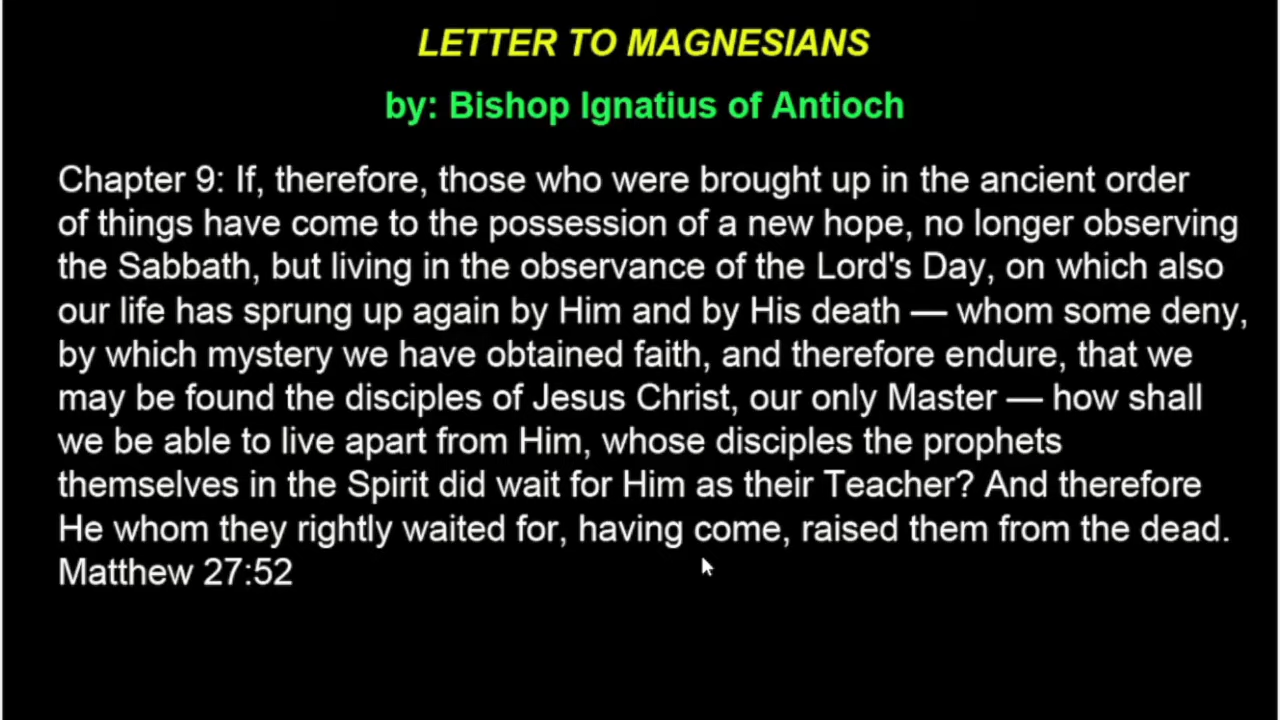 LETTER TO MAGNESIANS
by: Bishop Ignatius of Antioch
Chapter 9: If, therefore, those who were brought up in the ancient order
of things have come to the possession of a new hope, no longer observing
the Sabbath, but living in the observance of the Lord's Day, on which also
our life has sprung up again by Him and by His death — whom some deny,
by which mystery we have obtained faith, and therefore endure, that we
may be found the disciples of Jesus Christ, our only Master — how shall
we be able to live apart from Him, whose disciples the prophets
themselves in the Spirit did wait for Him as their Teacher? And therefore
He whom they rightly waited for, having come, raised them from the dead.
Matthew 27:52